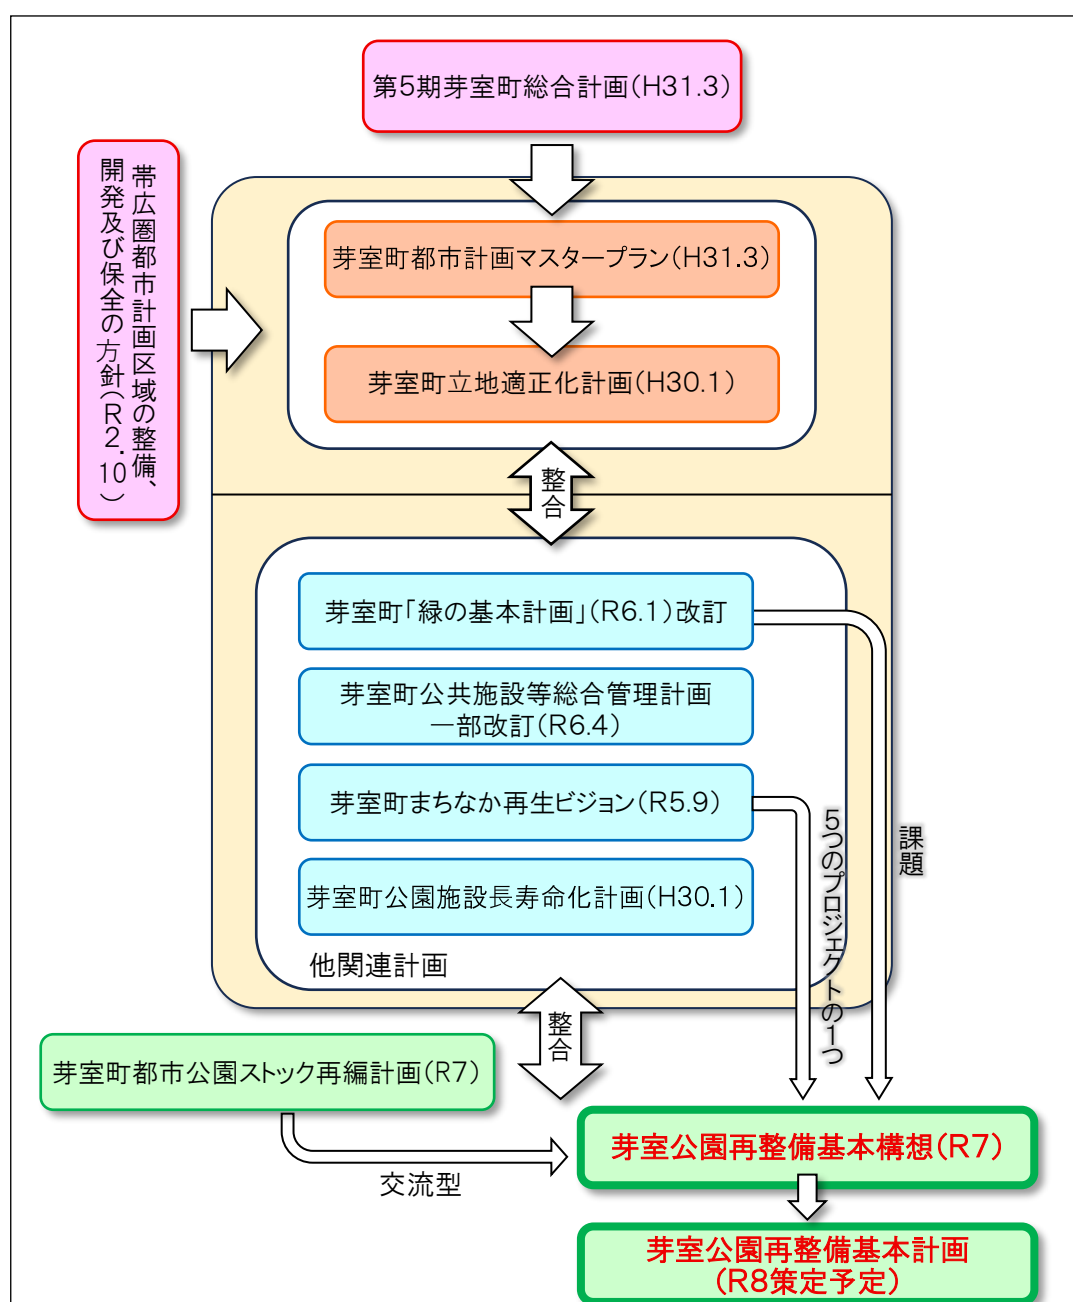 第5期芽室町総合計画(H31.3)
帯広圏都市計画区域の整備、
開発及び保全の方針(R2.10)
芽室町都市計画マスタープラン(H31.3)
芽室町立地適正化計画(H30.1)
整合
芽室町「緑の基本計画」(R6.1)改訂
芽室町公共施設等総合管理計画
一部改訂(R6.4)
芽室町まちなか再生ビジョン(R5.9)
芽室町公園施設長寿命化計画(H30.1)
他関連計画
5つのプロジェクトの1つ
課題
整合
芽室町都市公園ストック再編計画(R7)
交流型
芽室公園再整備基本構想(R7)
芽室公園再整備基本計画
(R8策定予定)